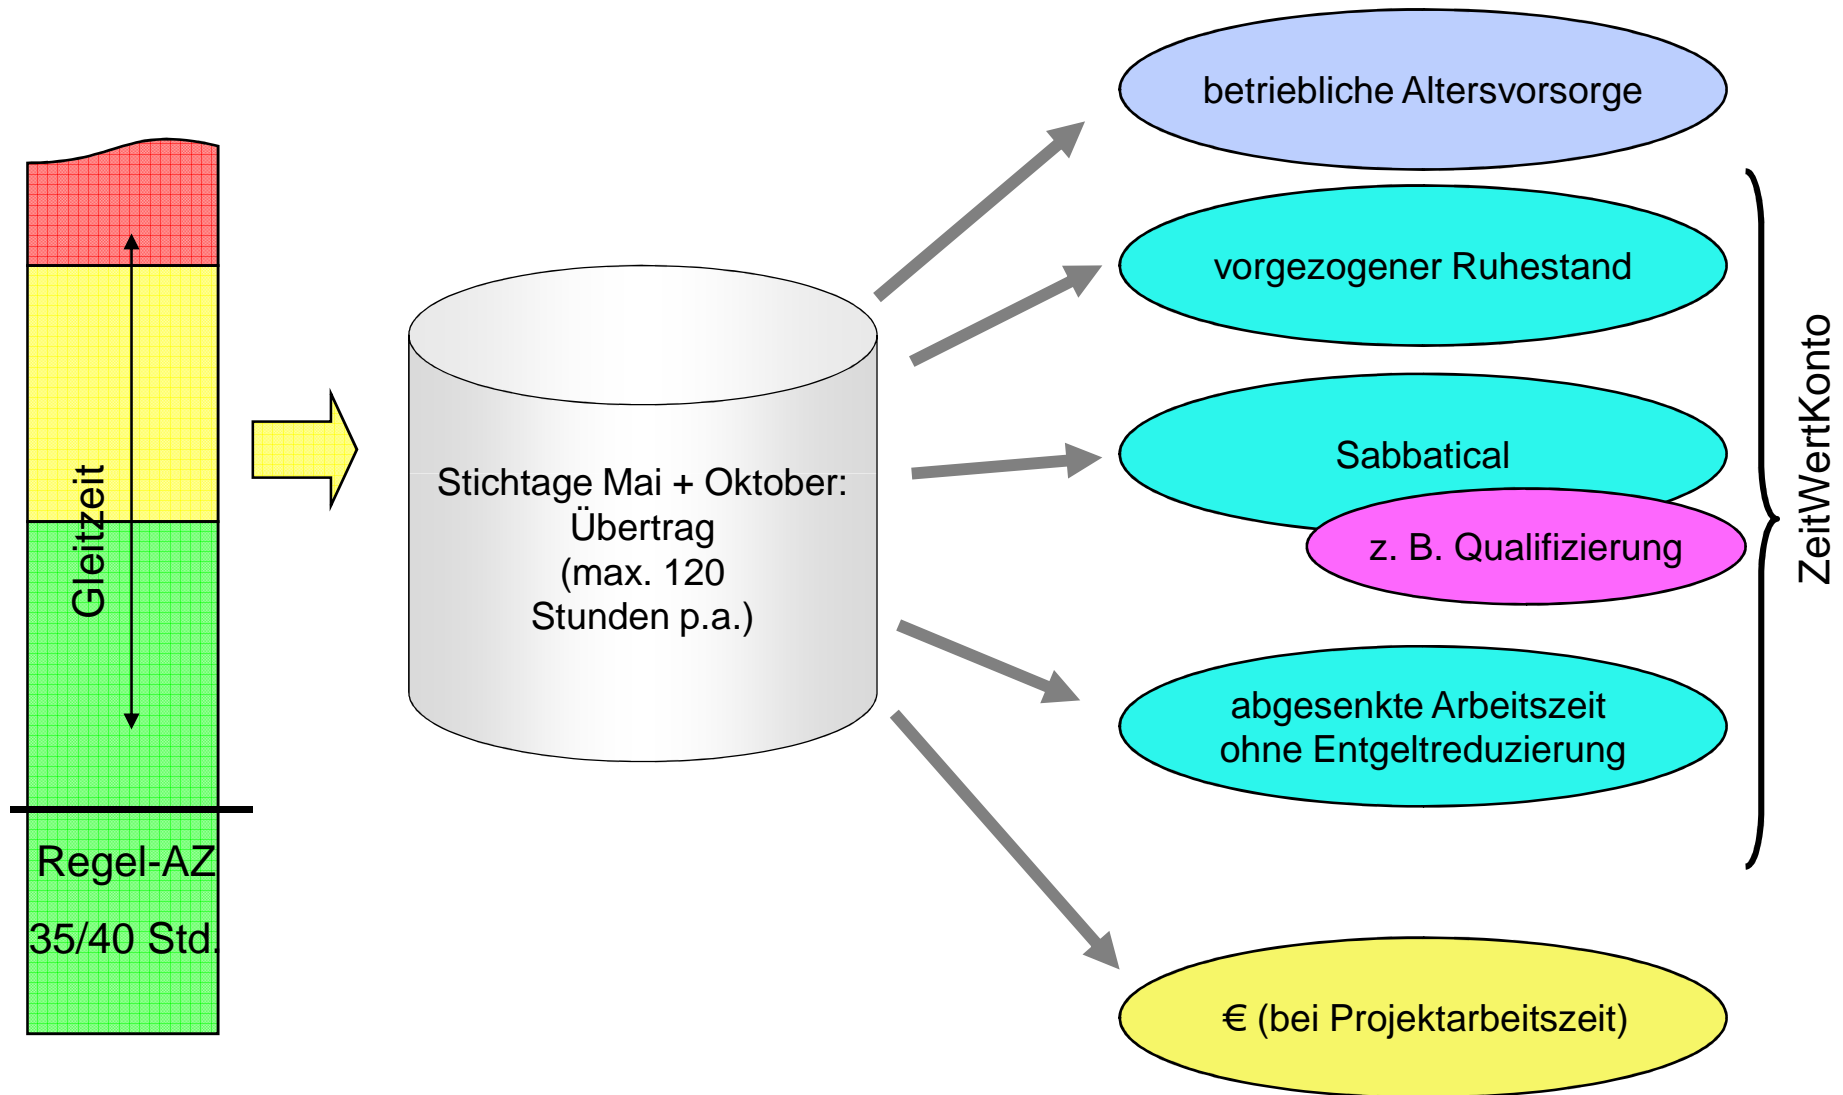 Gleitzeit
Regel-AZ
35/40 Std.
Stichtage Mai + Oktober:
Übertrag
(max. 120
Stunden p.a.)
betriebliche Altersvorsorge
vorgezogener Ruhestand
Sabbatical
z. B. Qualifizierung
abgesenkte Arbeitszeit
ohne Entgeltreduzierung
€ (bei Projektarbeitszeit)
ZeitWertKonto